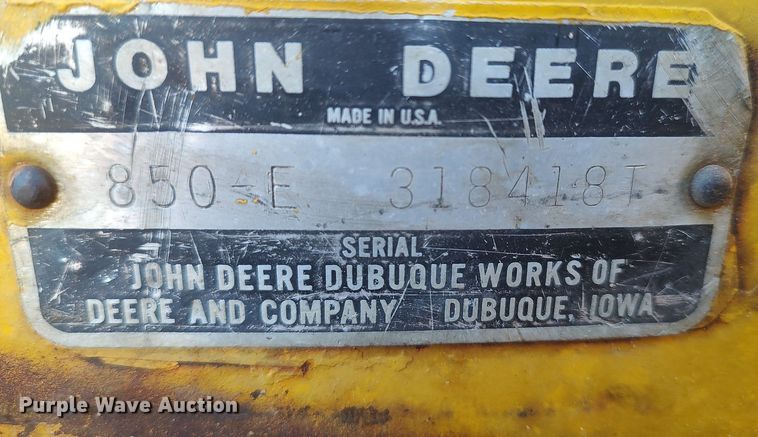 JOHN DEERE
MADE IN U.S.A.
850-E 318418T
SERIAL
JOHN DEERE DUBUQUE WORKS OF
DEERE AND COMPANY DUBUQUE, IOWA
Purple Wave Auction